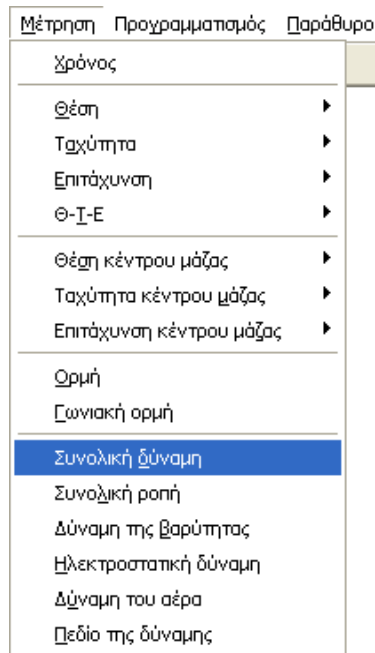 Μέτρηση Προγραμματισμός Παράθυρο
Χρόνος
Θέση
Ταχύτητα
Επιτάχυνση
Θ-Τ-Ε
Θέση κέντρου μάζας
Ταχύτητα κέντρου μάζας
Επιτάχυνση κέντρου μάζας
Ορμή
Γωνιακή ορμή
Συνολική δύναμη
Συνολική ροπή
Δύναμη της βαρύτητας
Ηλεκτροστατική δύναμη
Δύναμη του αέρα
Πεδίο της δύναμης